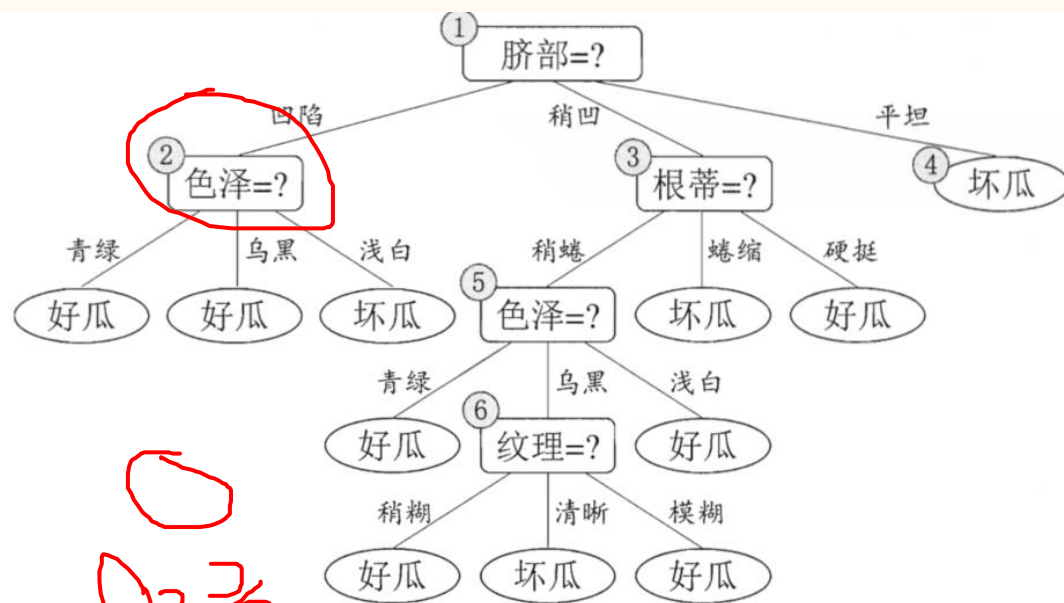 ① 脐部=?
凹陷 稍凹 平坦
② 色泽=? ③ 根蒂=? ④ 坏瓜
青绿 乌黑 浅白 稍蜷 蜷缩 硬挺
好瓜 好瓜 坏瓜 ⑤ 色泽=? 坏瓜 好瓜
青绿 乌黑 浅白
好瓜 ⑥ 纹理=? 好瓜
稍糊 清晰 模糊
好瓜 坏瓜 好瓜